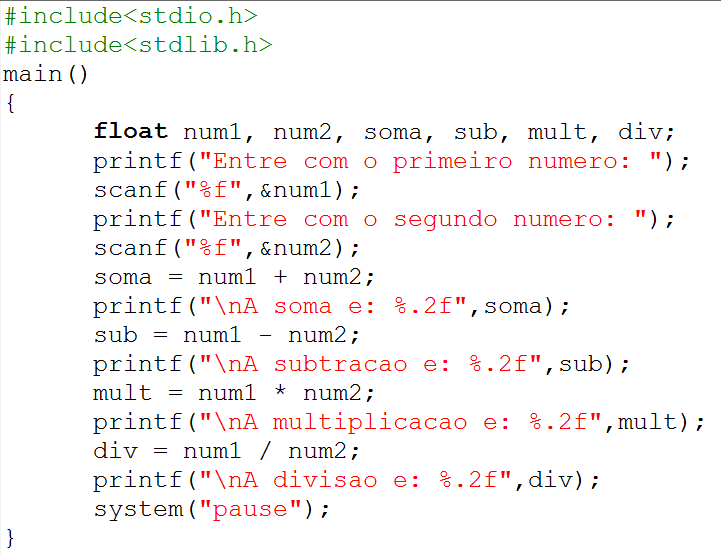 #include<stdio.h>
#include<stdlib.h>
main()
{
float num1, num2, soma, sub, mult, div;
printf("Entre com o primeiro numero: ");
scanf("%f",&num1);
printf("Entre com o segundo numero: ");
scanf("%f",&num2);
soma = num1 + num2;
printf("\nA soma e: %.2f",soma);
sub = num1 - num2;
printf("\nA subtracao e: %.2f",sub);
mult = num1 * num2;
printf("\nA multiplicacao e: %.2f",mult);
div = num1 / num2;
printf("\nA divisao e: %.2f",div);
system("pause");
}